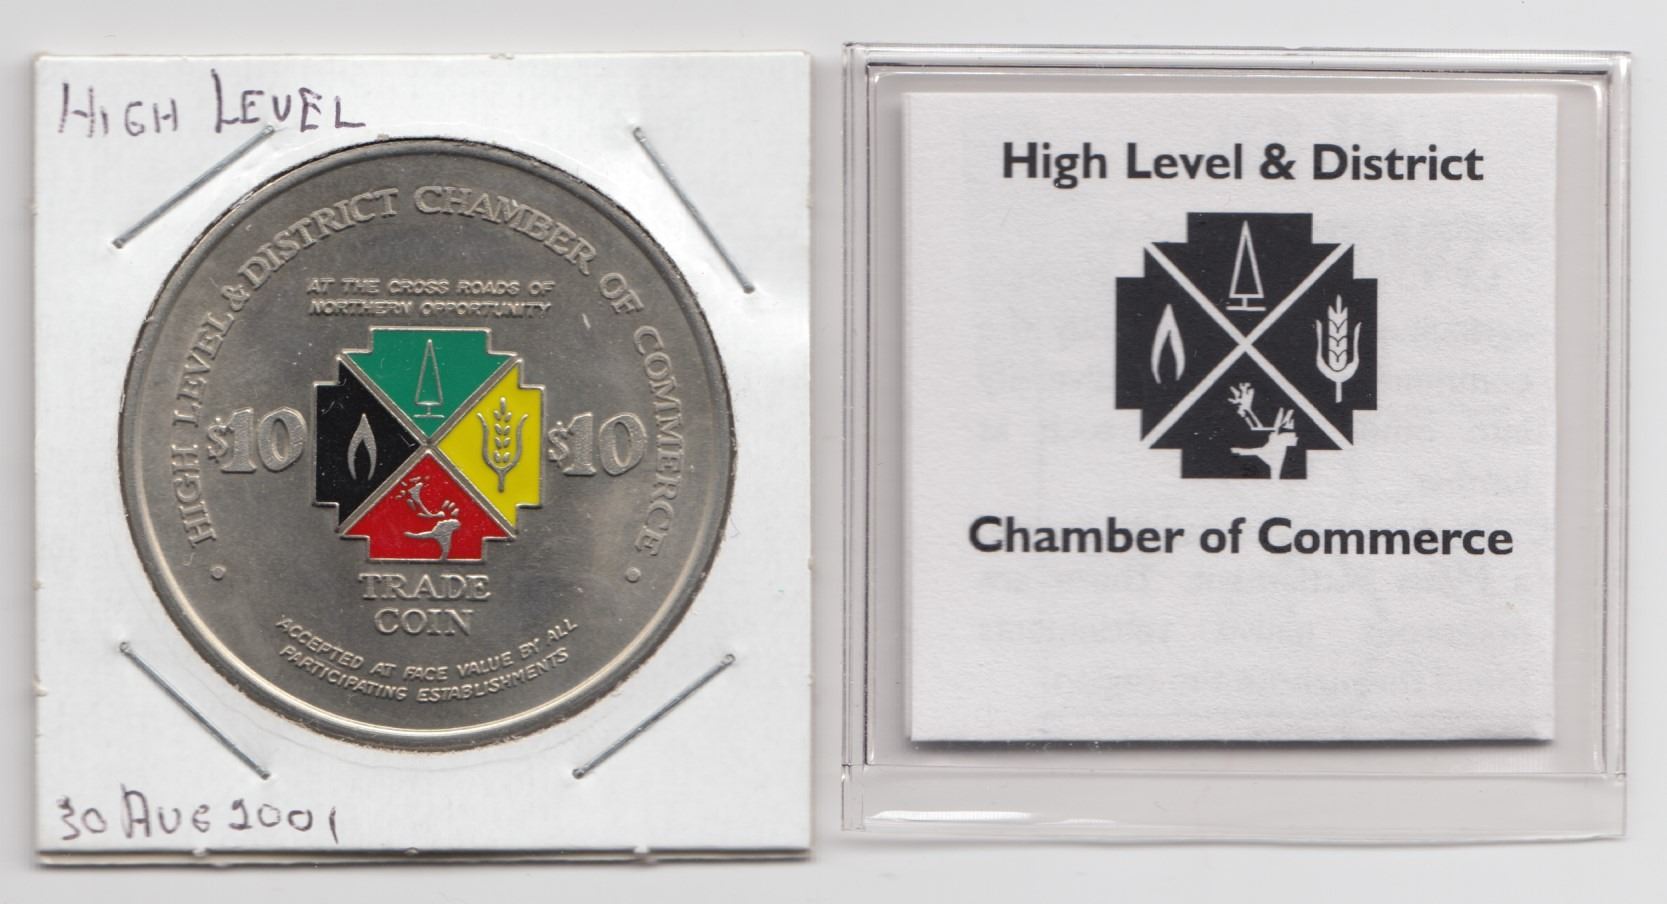 HIGH LEVEL
HIGH LEVEL & DISTRICT CHAMBER OF COMMERCE
AT THE CROSS ROADS OF
NORTHERN OPPORTUNITY
$10 $10
TRADE
COIN
ACCEPTED AT FACE VALUE BY ALL
PARTICIPATING ESTABLISHMENTS
30 AUG 2001
High Level & District
Chamber of Commerce